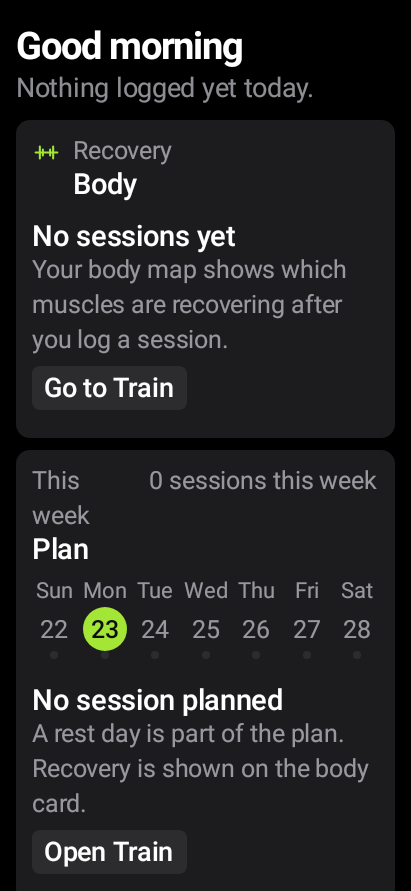 Good morning
Nothing logged yet today.
Recovery
Body
No sessions yet
Your body map shows which
muscles are recovering after
you log a session.
Go to Train
This week
0 sessions this week
Plan
Sun Mon Tue Wed Thu Fri Sat
22 23 24 25 26 27 28
No session planned
A rest day is part of the plan.
Recovery is shown on the body
card.
Open Train